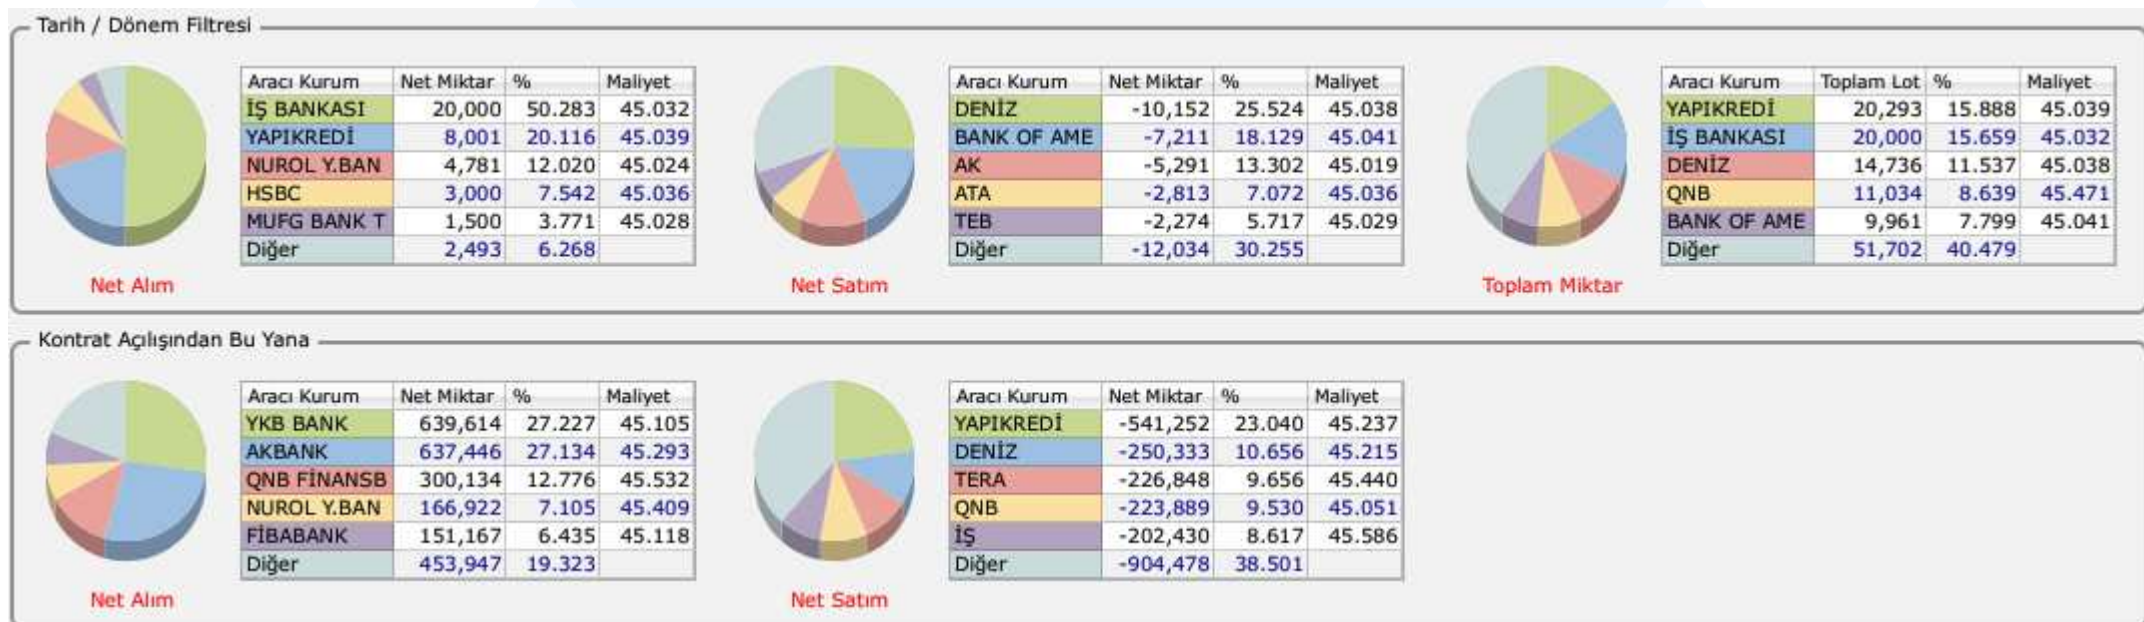 Tarih / Dönem Filtresi
Aracı Kurum Net Miktar % Maliyet
İŞ BANKASI 20,000 50.283 45.032
YAPIKREDİ 8,001 20.116 45.039
NUROL Y.BAN 4,781 12.020 45.024
HSBC 3,000 7.542 45.036
MUFG BANK T 1,500 3.771 45.028
Diğer 2,493 6.268
Net Alım
Aracı Kurum Net Miktar % Maliyet
DENİZ -10,152 25.524 45.038
BANK OF AME -7,211 18.129 45.041
AK -5,291 13.302 45.019
ATA -2,813 7.072 45.036
TEB -2,274 5.717 45.029
Diğer -12,034 30.255
Net Satım
Aracı Kurum Toplam Lot % Maliyet
YAPIKREDİ 20,293 15.888 45.039
İŞ BANKASI 20,000 15.659 45.032
DENİZ 14,736 11.537 45.038
QNB 11,034 8.639 45.471
BANK OF AME 9,961 7.799 45.041
Diğer 51,702 40.479
Toplam Miktar
Kontrat Açılışından Bu Yana
Aracı Kurum Net Miktar % Maliyet
YKB BANK 639,614 27.227 45.105
AKBANK 637,446 27.134 45.293
QNB FİNANSB 300,134 12.776 45.532
NUROL Y.BAN 166,922 7.105 45.409
FİBABANK 151,167 6.435 45.118
Diğer 453,947 19.323
Net Alım
Aracı Kurum Net Miktar % Maliyet
YAPIKREDİ -541,252 23.040 45.237
DENİZ -250,333 10.656 45.215
TERA -226,848 9.656 45.440
QNB -223,889 9.530 45.051
İŞ -202,430 8.617 45.586
Diğer -904,478 38.501
Net Satım